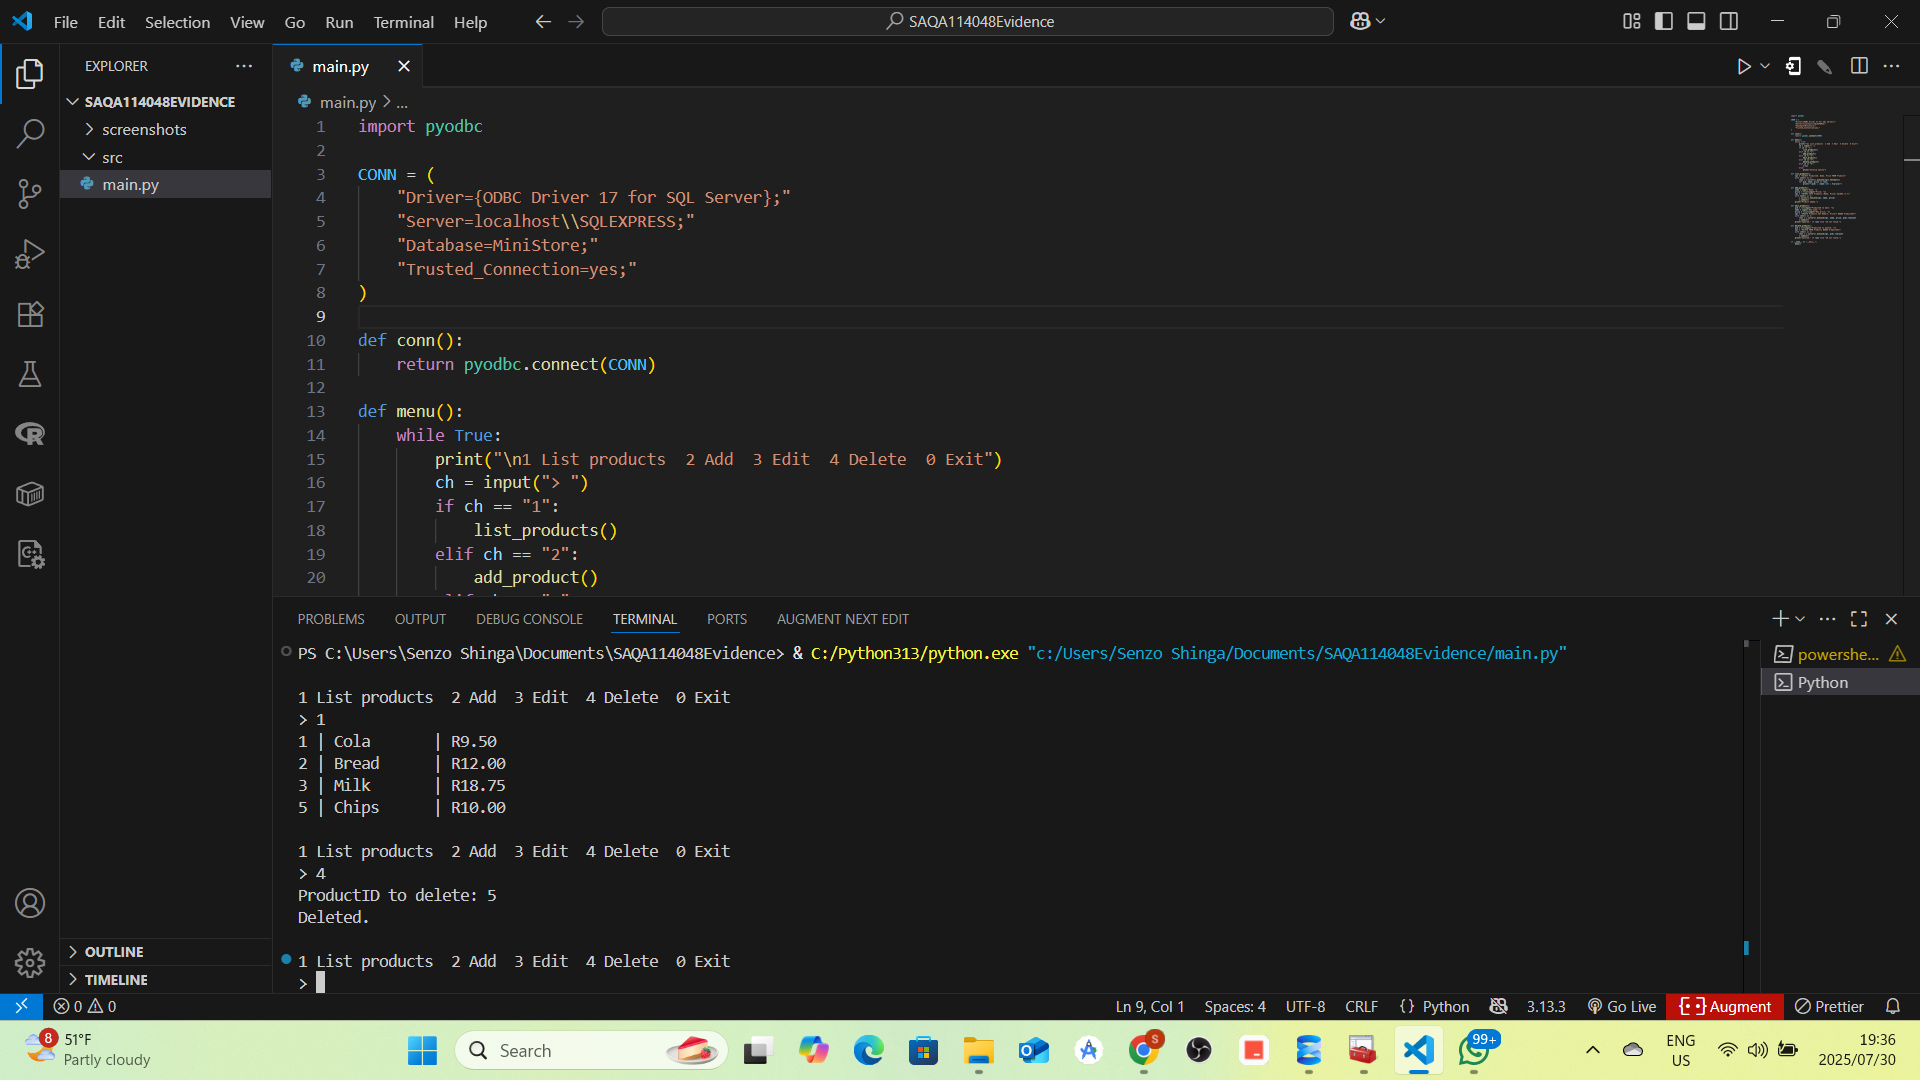 File Edit Selection View Go Run Terminal Help
SAQA114048Evidence
EXPLORER
SAQA114048EVIDENCE
screenshots
src
main.py
main.py
main.py > ...
1 import pyodbc
2
3 CONN = (
4 "Driver={ODBC Driver 17 for SQL Server};"
5 "Server=localhost\\SQLEXPRESS;"
6 "Database=MiniStore;"
7 "Trusted_Connection=yes;"
8 )
9
10 def conn():
11 return pyodbc.connect(CONN)
12
13 def menu():
14 while True:
15 print("\n1 List products  2 Add  3 Edit  4 Delete  0 Exit")
16 ch = input("> ")
17 if ch == "1":
18 list_products()
19 elif ch == "2":
20 add_product()
PROBLEMS OUTPUT DEBUG CONSOLE TERMINAL PORTS AUGMENT NEXT EDIT
PS C:\Users\Senzo Shinga\Documents\SAQA114048Evidence> & C:/Python313/python.exe "c:/Users/Senzo Shinga/Documents/SAQA114048Evidence/main.py"
1 List products  2 Add  3 Edit  4 Delete  0 Exit
> 1
1 | Cola | R9.50
2 | Bread | R12.00
3 | Milk | R18.75
5 | Chips | R10.00
1 List products  2 Add  3 Edit  4 Delete  0 Exit
> 4
ProductID to delete: 5
Deleted.
1 List products  2 Add  3 Edit  4 Delete  0 Exit
>
powershe...
Python
OUTLINE
TIMELINE
0 0
Ln 9, Col 1 Spaces: 4 UTF-8 CRLF {} Python 3.13.3 Go Live Augment Prettier
8
51°F
Partly cloudy
Search
S
99+
ENG
US
19:36
2025/07/30